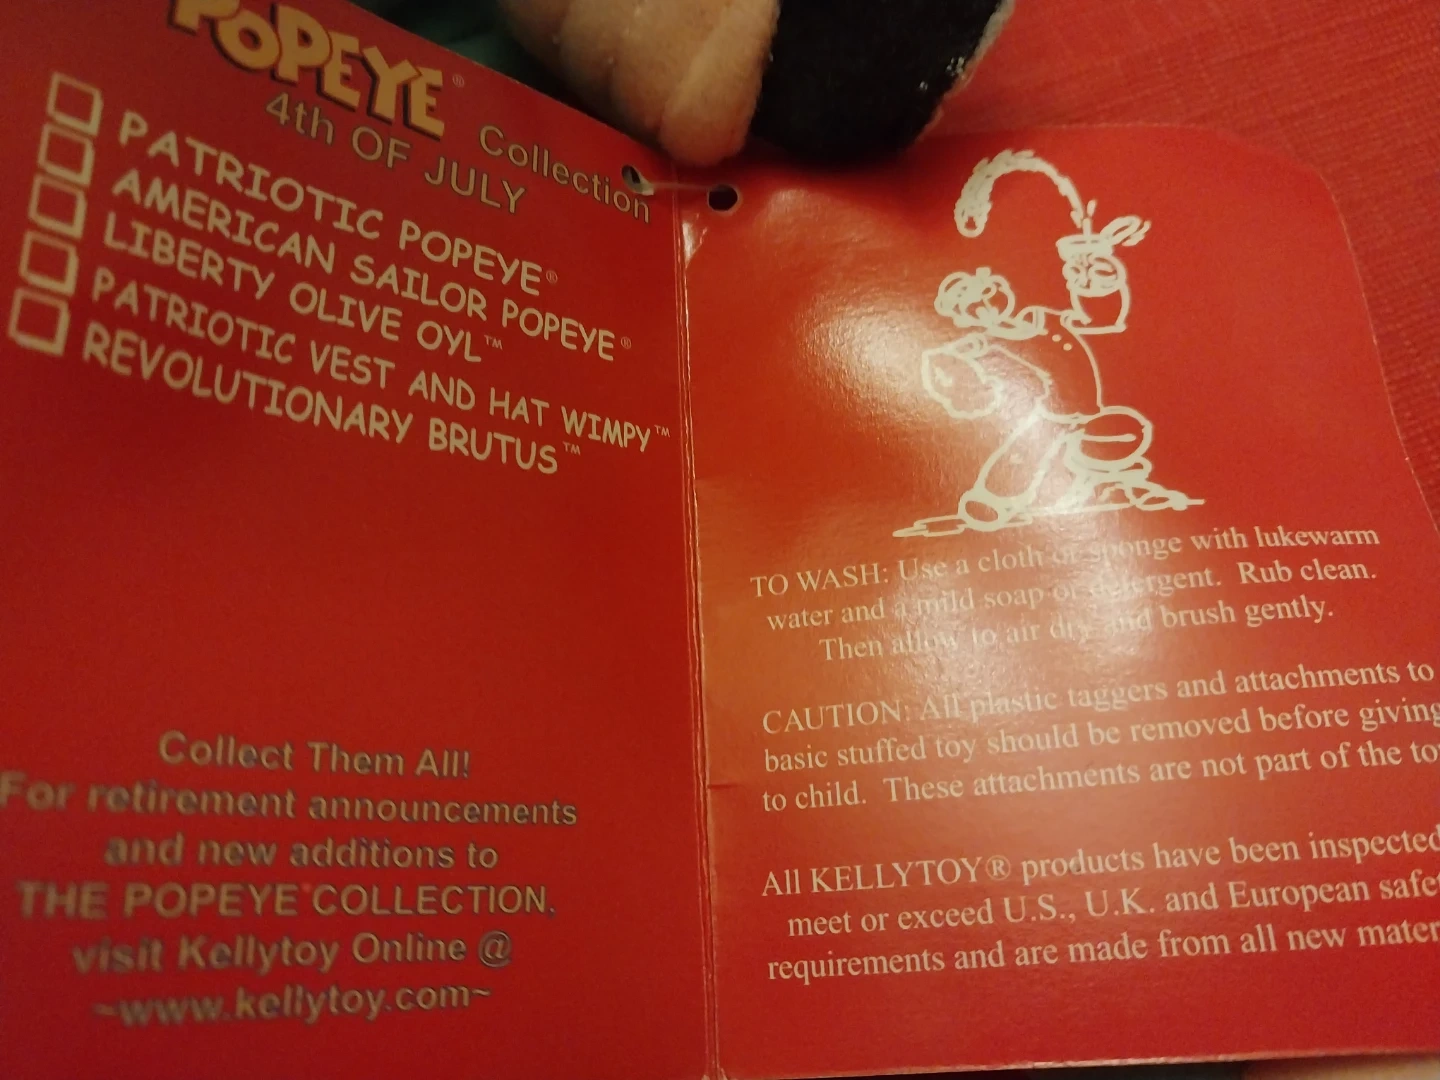 POPEYE®
4th OF JULY Collection
PATRIOTIC POPEYE®
AMERICAN SAILOR POPEYE®
LIBERTY OLIVE OYL™
PATRIOTIC VEST AND HAT WIMPY™
REVOLUTIONARY BRUTUS™
Collect Them All!
For retirement announcements
and new additions to
THE POPEYE COLLECTION,
visit Kellytoy Online @
~www.kellytoy.com~
TO WASH: Use a cloth or sponge with lukewarm
water and a mild soap or detergent. Rub clean.
Then allow to air dry and brush gently.
CAUTION: All plastic taggers and attachments to
basic stuffed toy should be removed before giving
to child. These attachments are not part of the to
All KELLYTOY® products have been inspected
meet or exceed U.S., U.K. and European safet
requirements and are made from all new mater